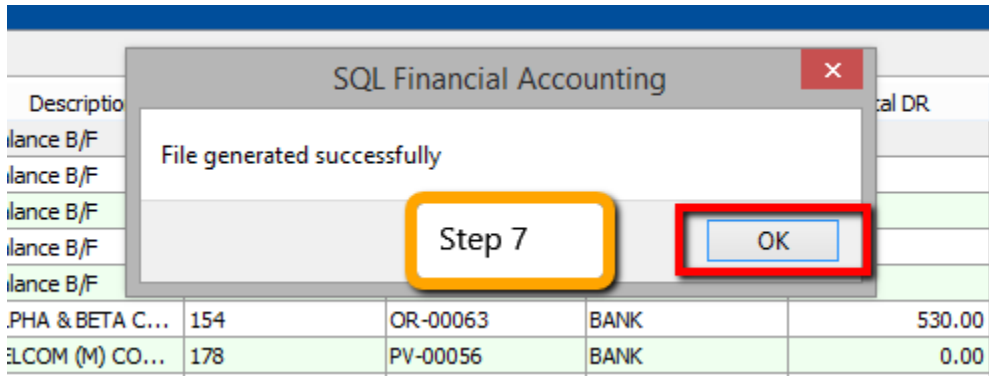 SQL Financial Accounting
Descriptio
tal DR
lance B/F
File generated successfully
lance B/F
lance B/F
Step 7
OK
lance B/F
lance B/F
PHA & BETA C... 154 OR-00063 BANK 530.00
ELCOM (M) CO... 178 PV-00056 BANK 0.00